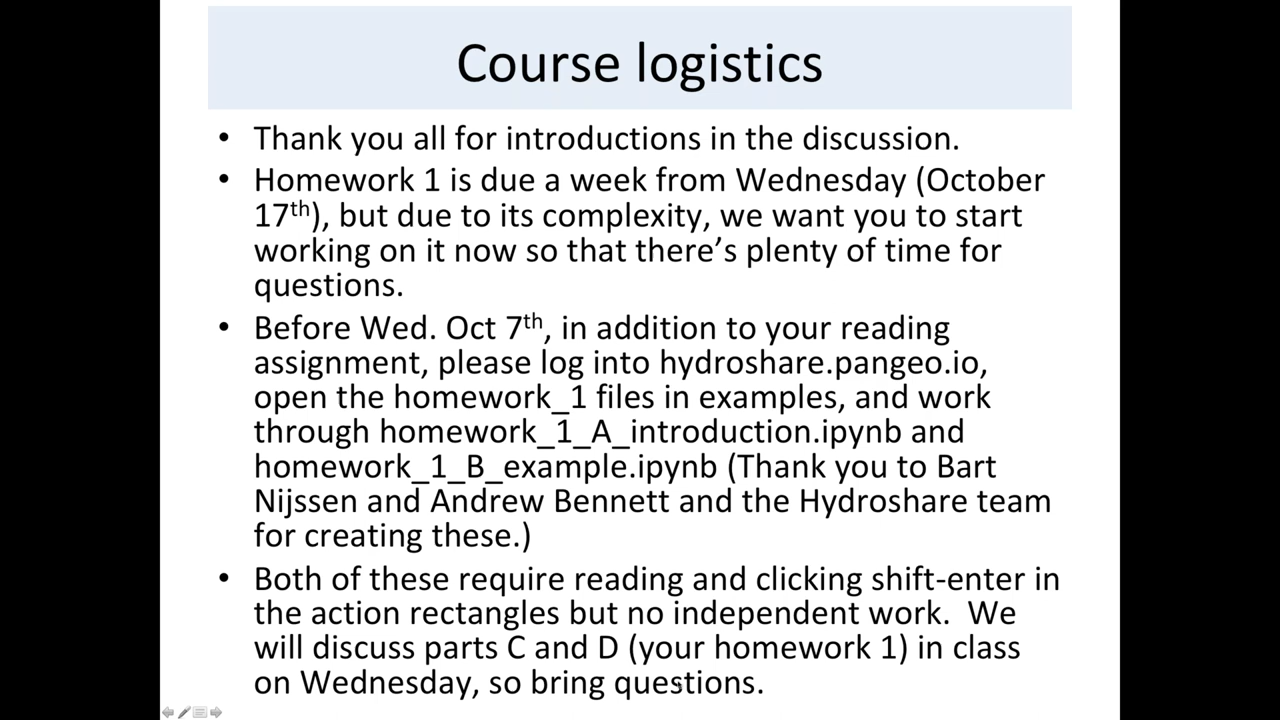 Course logistics
• Thank you all for introductions in the discussion.
• Homework 1 is due a week from Wednesday (October
17th), but due to its complexity, we want you to start
working on it now so that there’s plenty of time for
questions.
• Before Wed. Oct 7th, in addition to your reading
assignment, please log into hydroshare.pangeo.io,
open the homework_1 files in examples, and work
through homework_1_A_introduction.ipynb and
homework_1_B_example.ipynb (Thank you to Bart
Nijssen and Andrew Bennett and the Hydroshare team
for creating these.)
• Both of these require reading and clicking shift-enter in
the action rectangles but no independent work.  We
will discuss parts C and D (your homework 1) in class
on Wednesday, so bring questions.